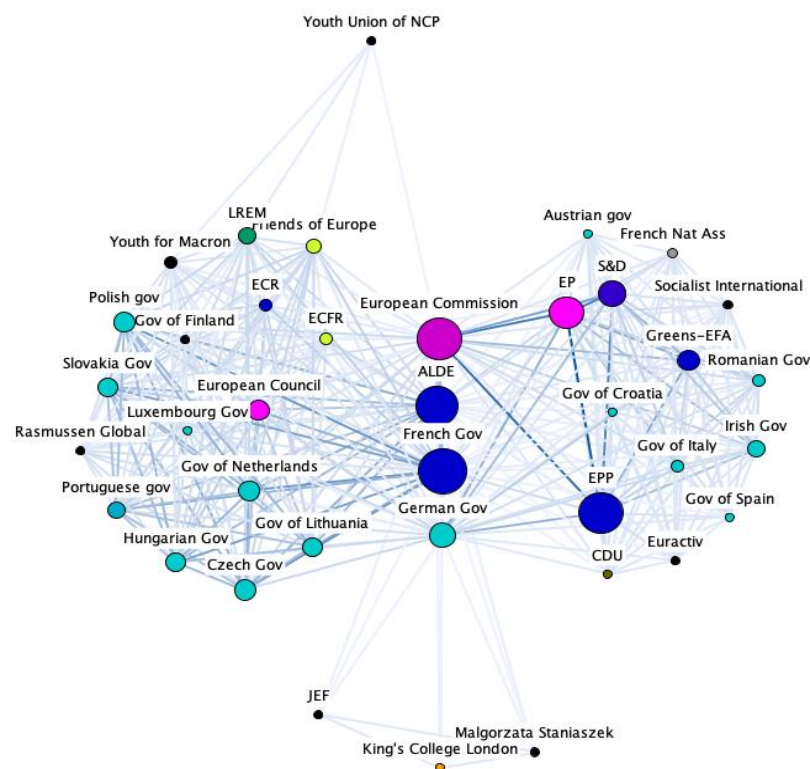 Youth Union of NCP
LREM
Friends of Europe
Austrian gov
French Nat Ass
Youth for Macron
S&D
EP
ECR
Socialist International
Polish gov
European Commission
Gov of Finland
ECFR
Greens-EFA
Romanian Gov
Slovakia Gov
ALDE
European Council
Gov of Croatia
Luxembourg Gov
Rasmussen Global
French Gov
Irish Gov
Gov of Netherlands
Gov of Italy
Portuguese gov
EPP
German Gov
Gov of Spain
Hungarian Gov
Gov of Lithuania
Euractiv
Czech Gov
CDU
JEF
Malgorzata Staniaszek
King's College London